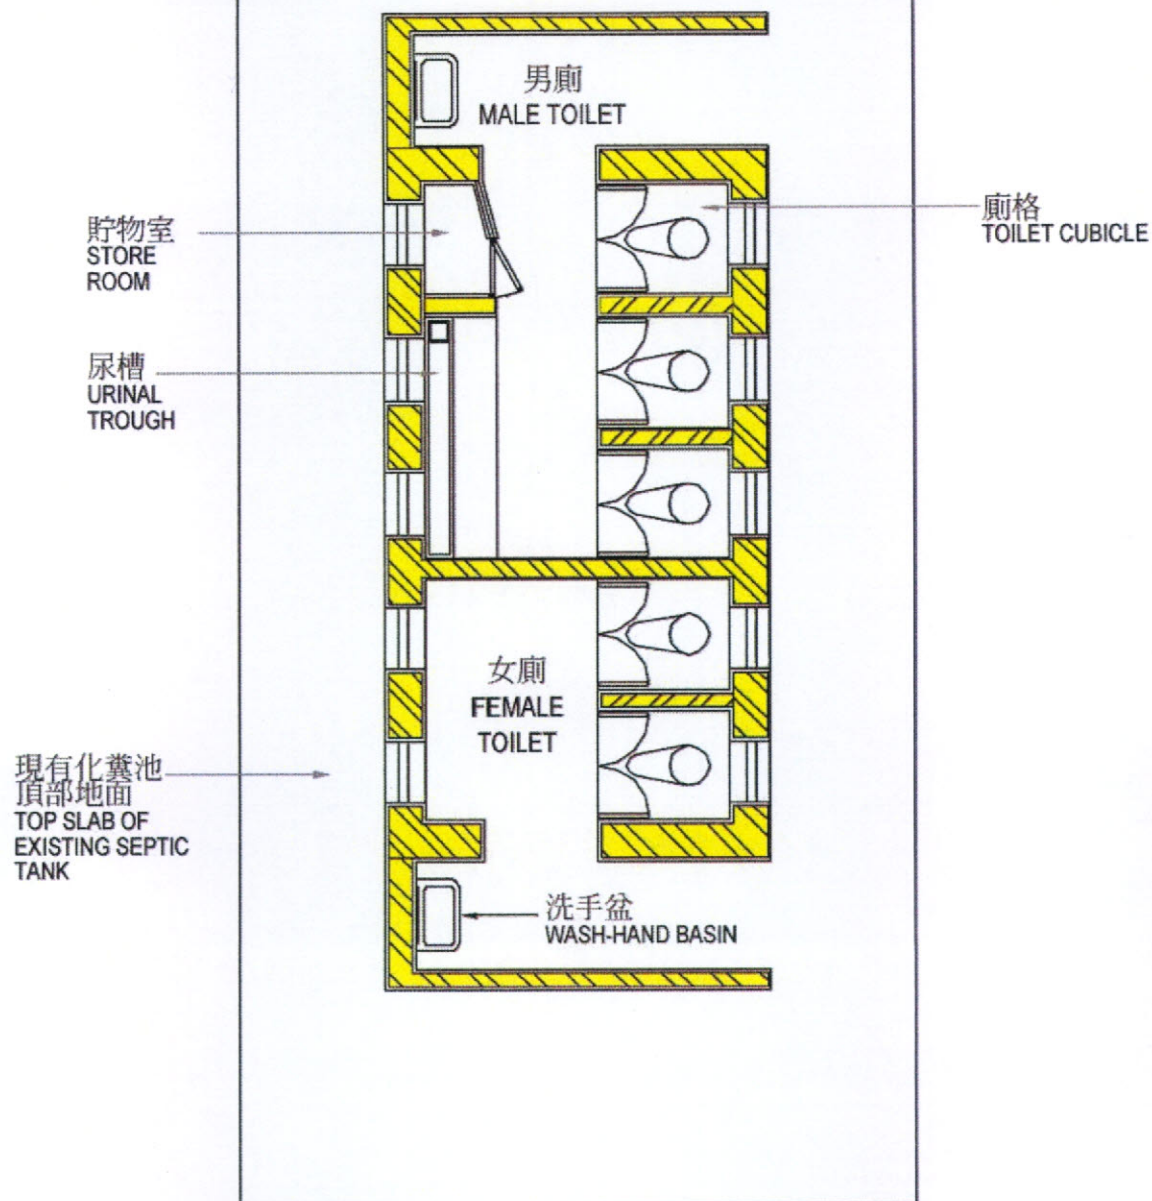 男廁
MALE TOILET
貯物室
STORE
ROOM
廁格
TOILET CUBICLE
尿槽
URINAL
TROUGH
女廁
FEMALE
TOILET
現有化糞池
頂部地面
TOP SLAB OF
EXISTING SEPTIC
TANK
洗手盆
WASH-HAND BASIN